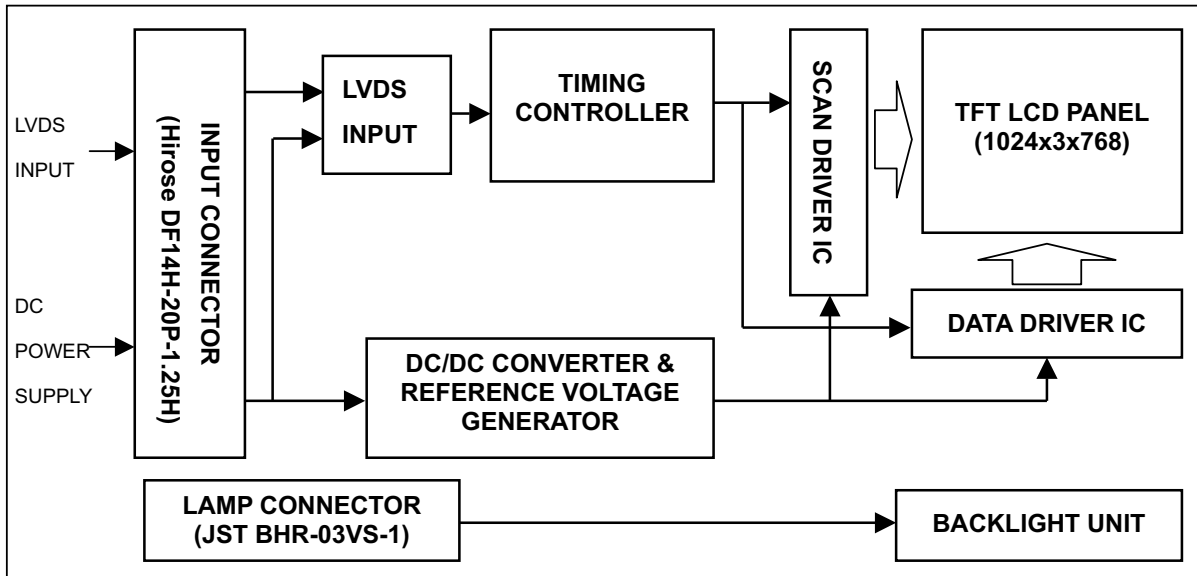 LVDS
INPUT
DC
POWER
SUPPLY
INPUT CONNECTOR
(Hirose DF14H-20P-1.25H)
LVDS
INPUT
TIMING
CONTROLLER
SCAN DRIVER IC
TFT LCD PANEL
(1024x3x768)
DATA DRIVER IC
DC/DC CONVERTER &
REFERENCE VOLTAGE
GENERATOR
LAMP CONNECTOR
(JST BHR-03VS-1)
BACKLIGHT UNIT